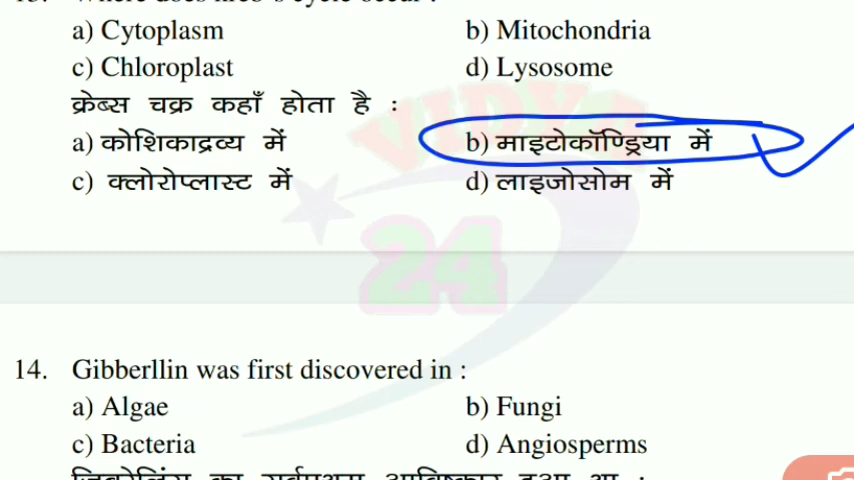 a) Cytoplasm b) Mitochondria
c) Chloroplast d) Lysosome
क्रेब्स चक्र कहाँ होता है :
a) कोशिकाद्रव्य में b) माइटोकॉण्ड्रिया में
c) क्लोरोप्लास्ट में d) लाइजोसोम में
24
14. Gibberllin was first discovered in :
a) Algae b) Fungi
c) Bacteria d) Angiosperms